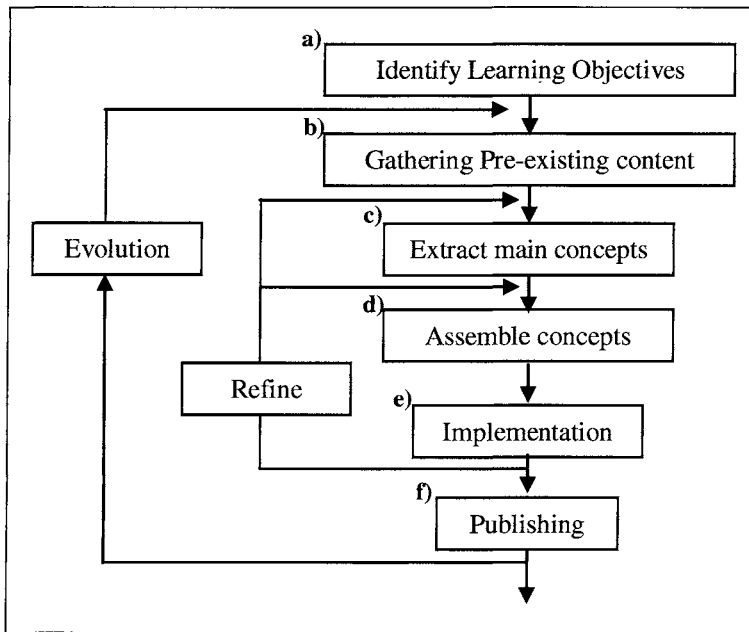 a)
Identify Learning Objectives
b)
Gathering Pre-existing content
c)
Evolution
Extract main concepts
d)
Assemble concepts
Refine
e)
Implementation
f)
Publishing